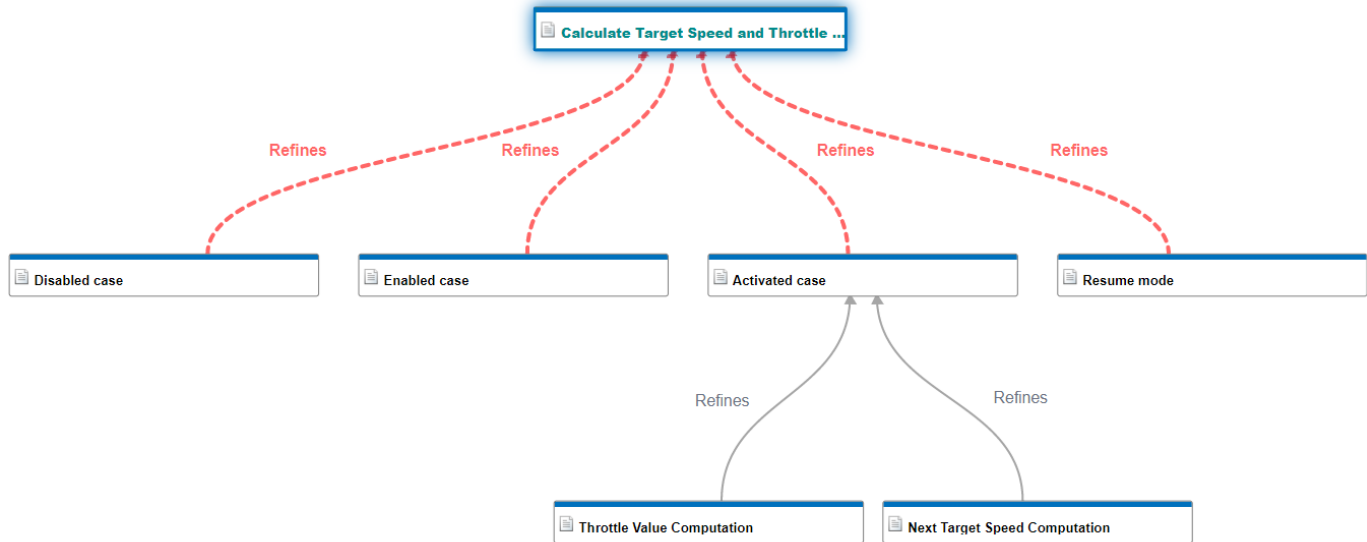 Calculate Target Speed and Throttle ...
Refines
Refines
Refines
Refines
Disabled case
Enabled case
Activated case
Resume mode
Refines
Refines
Throttle Value Computation
Next Target Speed Computation